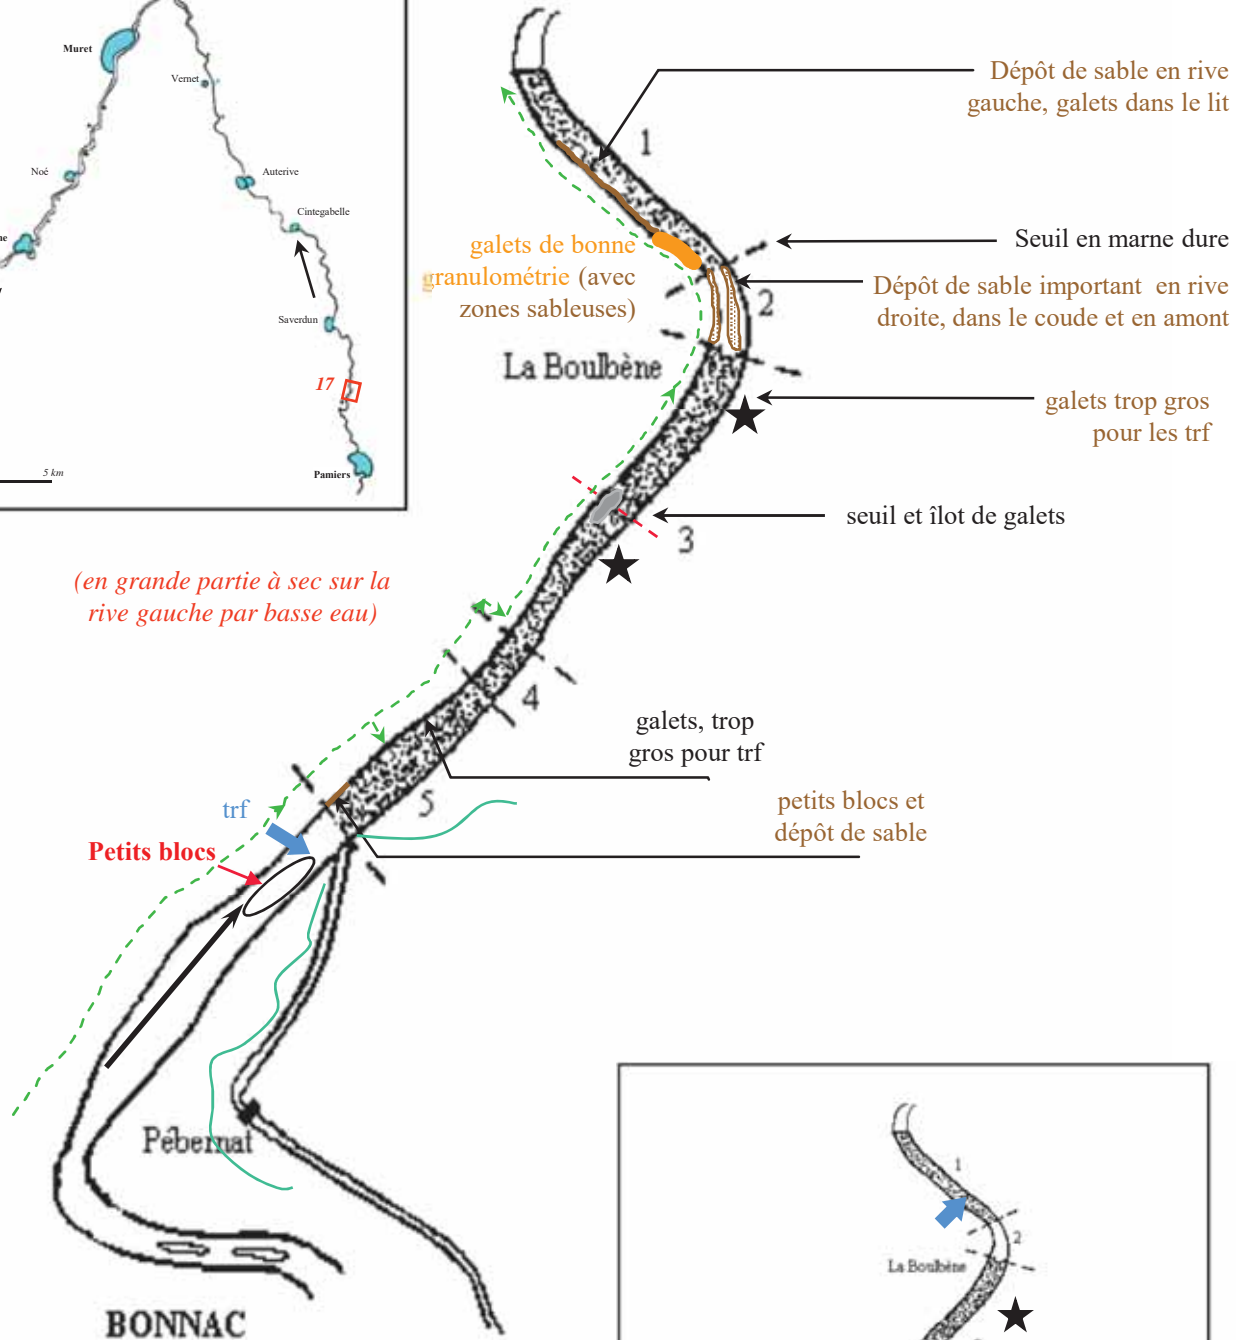 Muret
Vernet
Noé
Auterive
Cintegabelle
Saverdun
17
5 km
Pamiers
Dépôt de sable en rive
gauche, galets dans le lit
1
galets de bonne
granulométrie (avec
zones sableuses)
Seuil en marne dure
Dépôt de sable important en rive
droite, dans le coude et en amont
2
La Boulbène
galets trop gros
pour les trf
seuil et îlot de galets
3
(en grande partie à sec sur la
rive gauche par basse eau)
4
galets, trop
gros pour trf
5
petits blocs et
dépôt de sable
trf
Petits blocs
Pébernat
BONNAC
1
2
La Boulbène